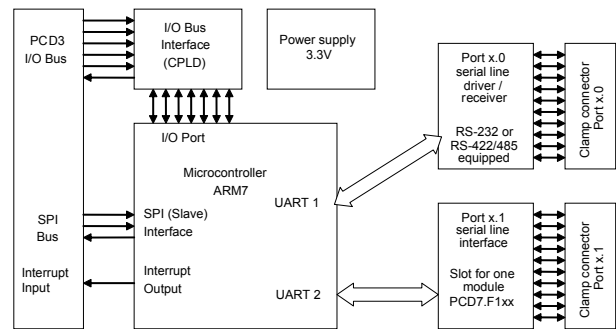 PCD3
I/O Bus
SPI
Bus
Interrupt
Input
I/O Bus
Interface
(CPLD)
Power supply
3.3V
I/O Port
Microcontroller
ARM7
UART 1
SPI (Slave)
Interface
Interrupt
Output
UART 2
Port x.0
serial line
driver /
receiver
RS-232 or
RS-422/485
equipped
Clamp connector
Port x.0
Port x.1
serial line
interface
Slot for one
module
PCD7.F1xx
Clamp connector
Port x.1